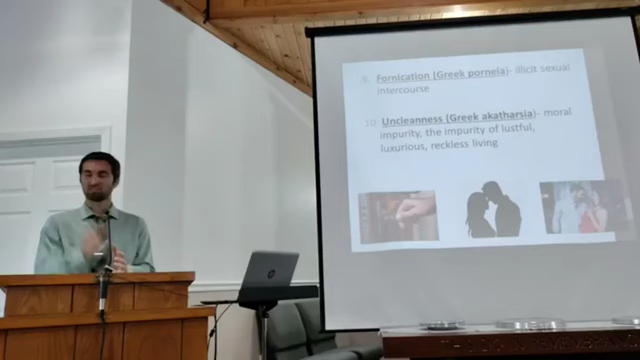 9. Fornication (Greek porneia)- illicit sexual
intercourse
10. Uncleanness (Greek akatharsia)- moral
impurity, the impurity of lustful,
luxurious, reckless living
hp